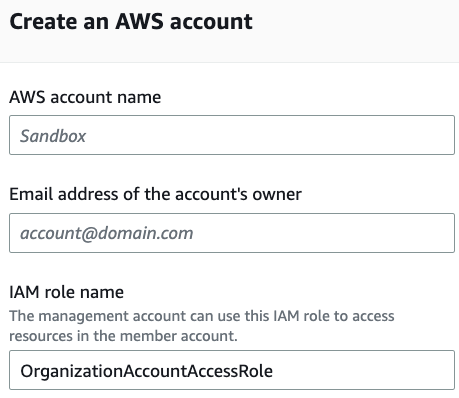 Create an AWS account
AWS account name
Sandbox
Email address of the account's owner
account@domain.com
IAM role name
The management account can use this IAM role to access
resources in the member account.
OrganizationAccountAccessRole